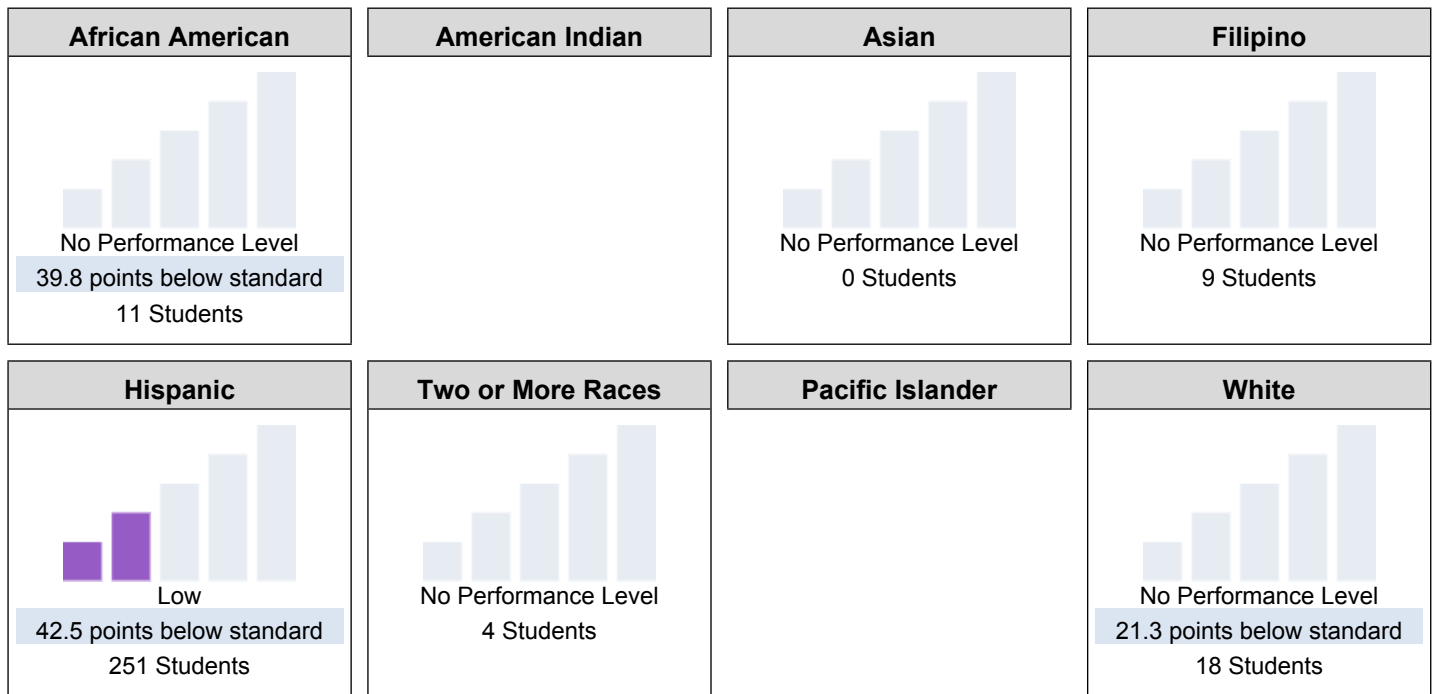 African American
No Performance Level
39.8 points below standard
11 Students
American Indian
Asian
No Performance Level
0 Students
Filipino
No Performance Level
9 Students
Hispanic
Low
42.5 points below standard
251 Students
Two or More Races
No Performance Level
4 Students
Pacific Islander
White
No Performance Level
21.3 points below standard
18 Students